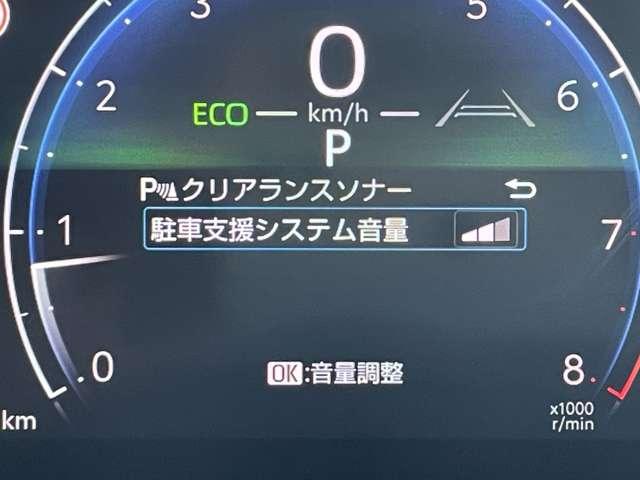 3
5
0
2
6
ECO
km/h
P
P クリアランスソナー
1
駐車支援システム音量
7
0
OK:音量調整
8
km
x1000
r/min